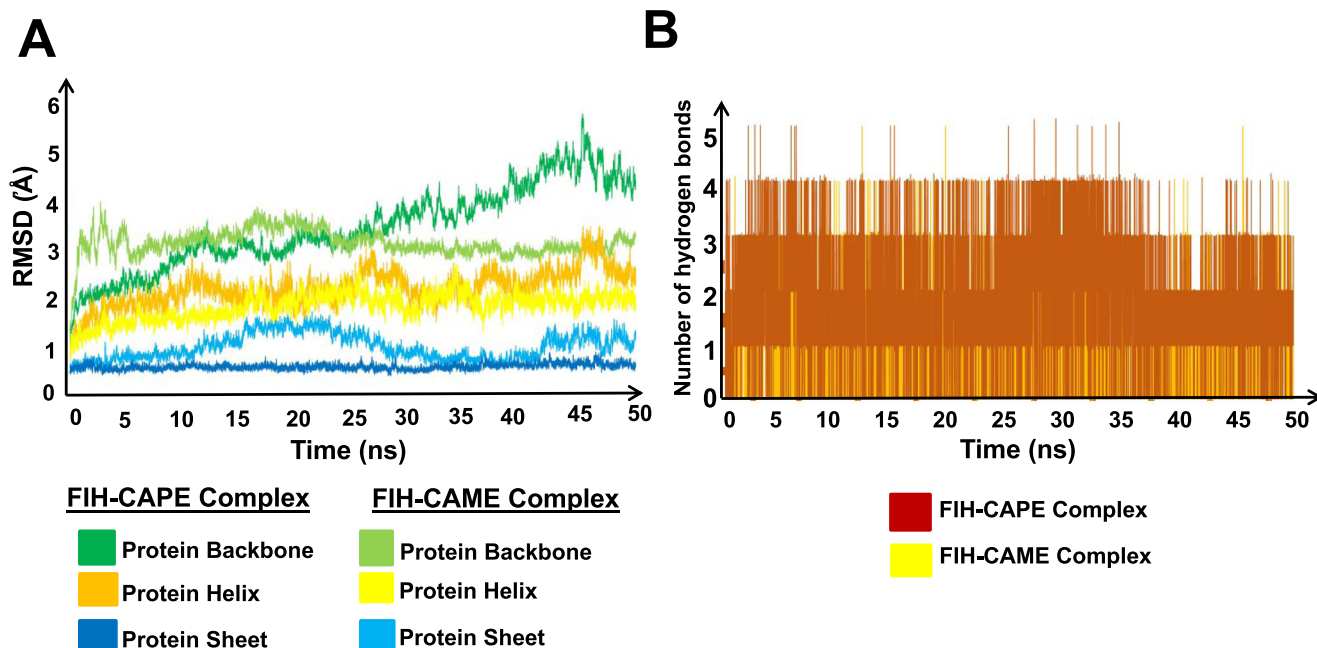 A
RMSD (Å)
6
5
4
3
2
1
0
0 5 10 15 20 25 30 35 40 45 50
Time (ns)
FIH-CAPE Complex
Protein Backbone
Protein Helix
Protein Sheet
FIH-CAME Complex
Protein Backbone
Protein Helix
Protein Sheet
B
Number of hydrogen bonds
5
4
3
2
1
0
0 5 10 15 20 25 30 35 40 45 50
Time (ns)
FIH-CAPE Complex
FIH-CAME Complex